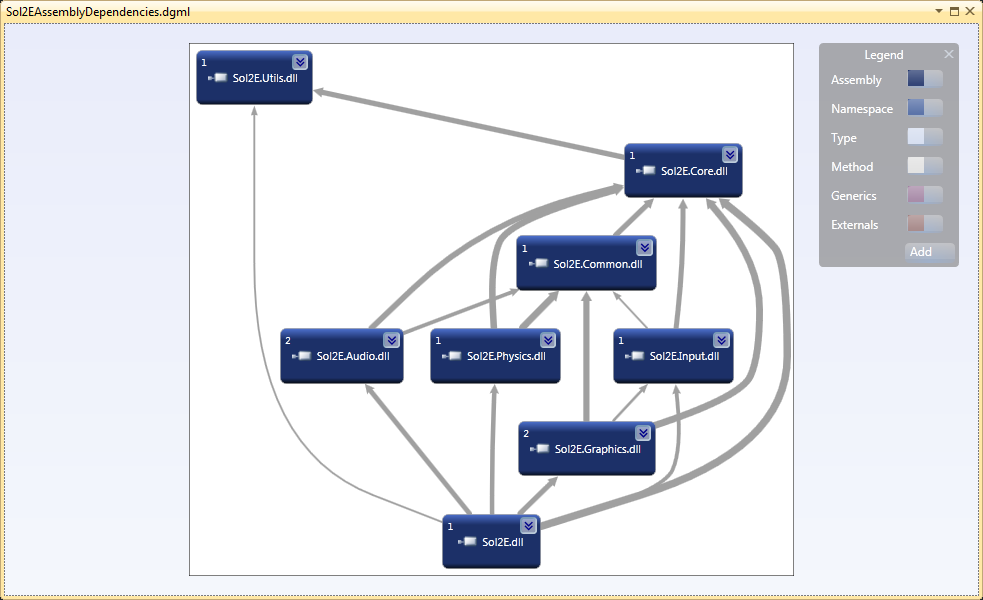 Sol2EAssemblyDependencies.dgml
1
Sol2E.Utils.dll
1
Sol2E.Core.dll
1
Sol2E.Common.dll
2
Sol2E.Audio.dll
1
Sol2E.Physics.dll
1
Sol2E.Input.dll
2
Sol2E.Graphics.dll
1
Sol2E.dll
Legend
Assembly
Namespace
Type
Method
Generics
Externals
Add